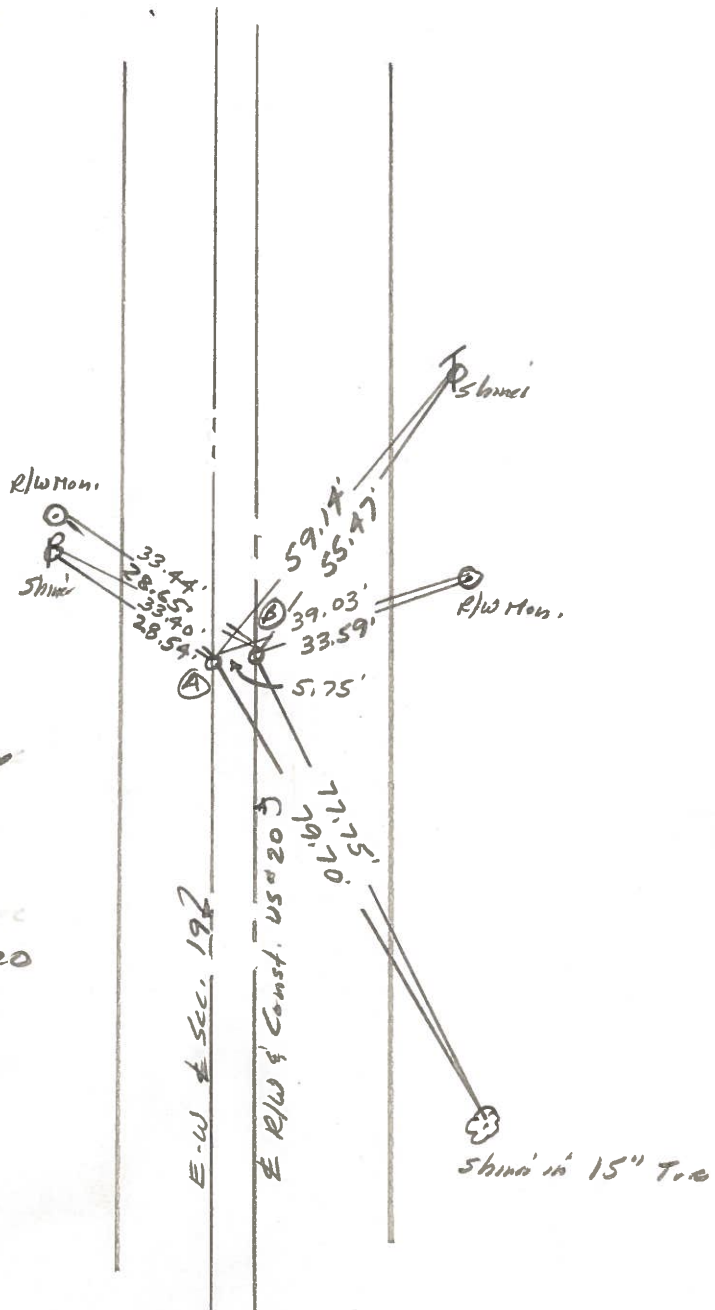 Shiner
R/W Mon.
59.14'
55.47'
33.44'
28.65'
33.40'
28.54'
Shiner
B
39.03'
33.59'
R/W Mon.
A
5.75'
77.75'
79.70'
20
E-W ℄ Sec. 19
℄ R/W & Const. US 20
Shiner in 15" Tree